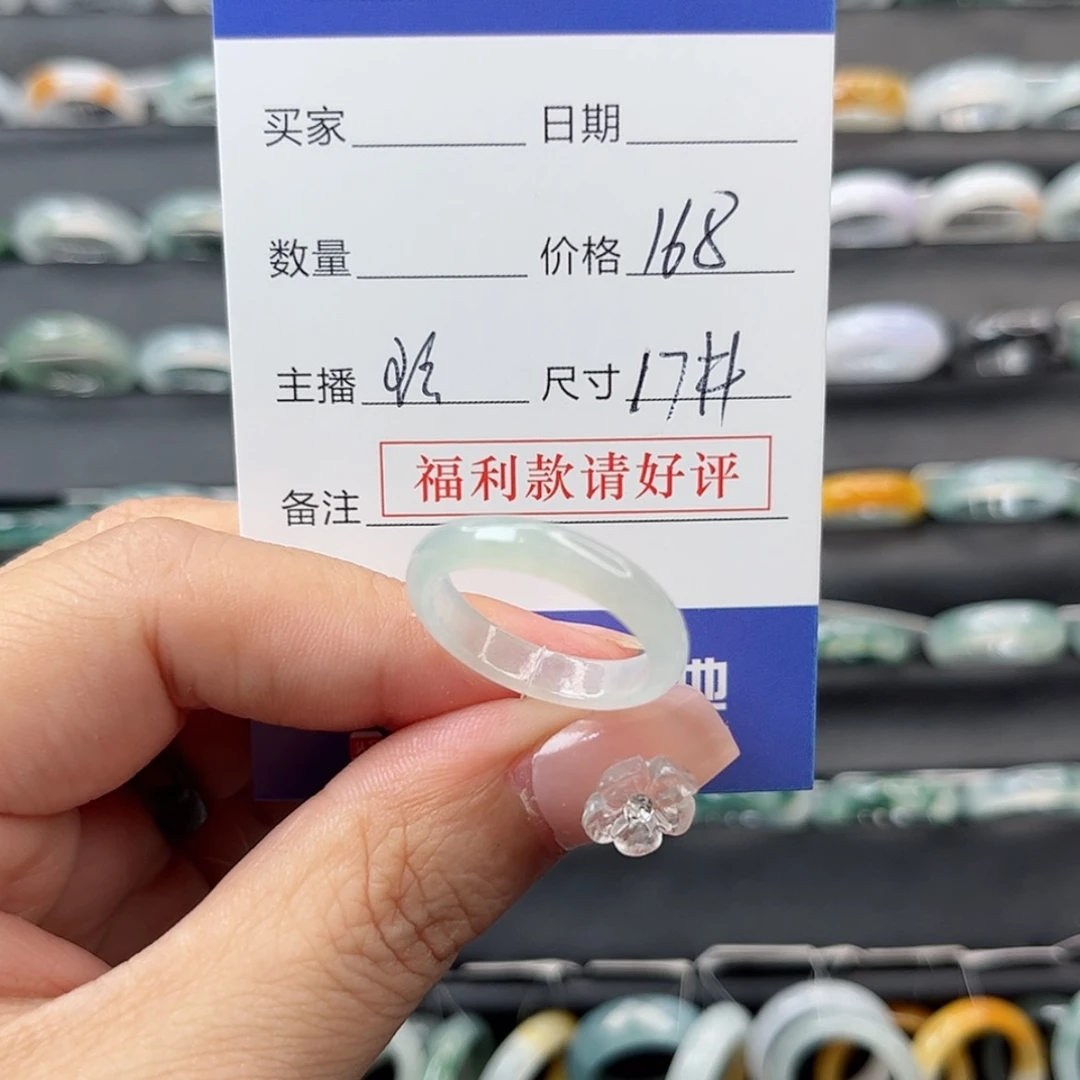 买家 日期
数量 价格 168
主播 尺寸 17#
备注 福利款请好评
地